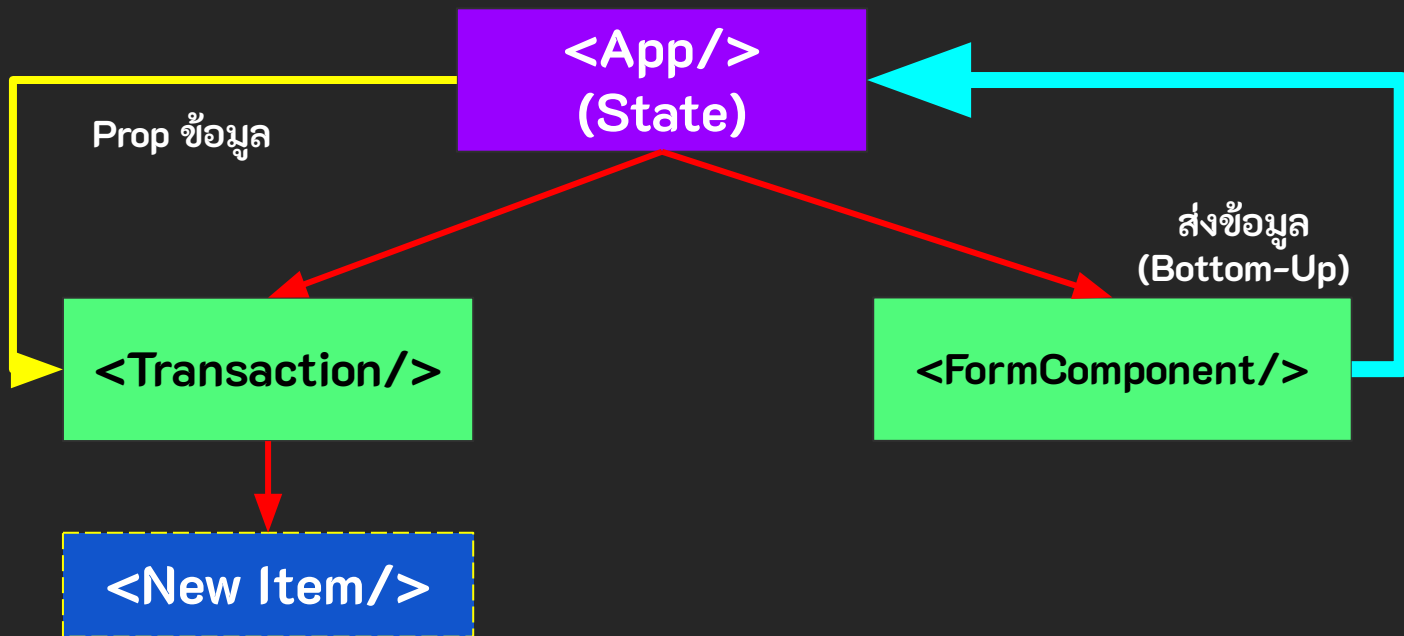 <App/>
(State)
Prop ข้อมูล
ส่งข้อมูล
(Bottom-Up)
<Transaction/>
<FormComponent/>
<New Item/>